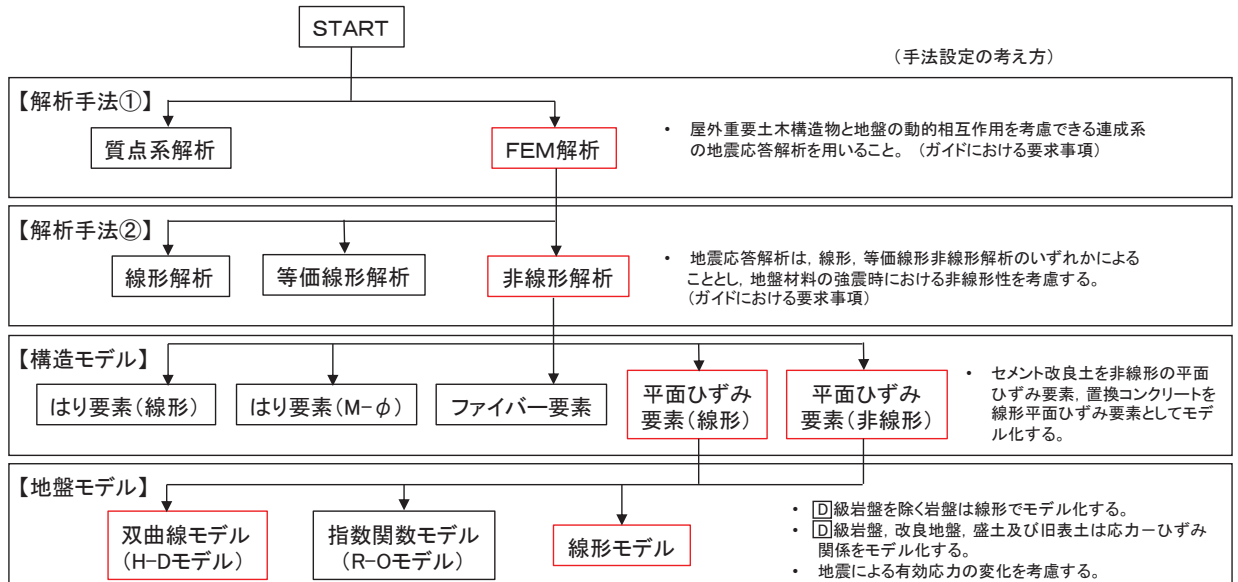 START
(手法設定の考え方)
【解析手法①】
質点系解析
FEM解析
• 屋外重要土木構造物と地盤の動的相互作用を考慮できる連成系
の地震応答解析を用いること。(ガイドにおける要求事項)
【解析手法②】
線形解析
等価線形解析
非線形解析
• 地震応答解析は,線形,等価線形非線形解析のいずれかによる
こととし,地盤材料の強震時における非線形性を考慮する。
(ガイドにおける要求事項)
【構造モデル】
はり要素(線形)
はり要素(M-φ)
ファイバー要素
平面ひずみ
要素(線形)
平面ひずみ
要素(非線形)
• セメント改良土を非線形の平面
ひずみ要素,置換コンクリートを
線形平面ひずみ要素としてモデ
ル化する。
【地盤モデル】
双曲線モデル
(H-Dモデル)
指数関数モデル
(R-Oモデル)
線形モデル
• D級岩盤を除く岩盤は線形でモデル化する。
• D級岩盤,改良地盤,盛土及び旧表土は応力-ひずみ
関係をモデル化する。
• 地震による有効応力の変化を考慮する。